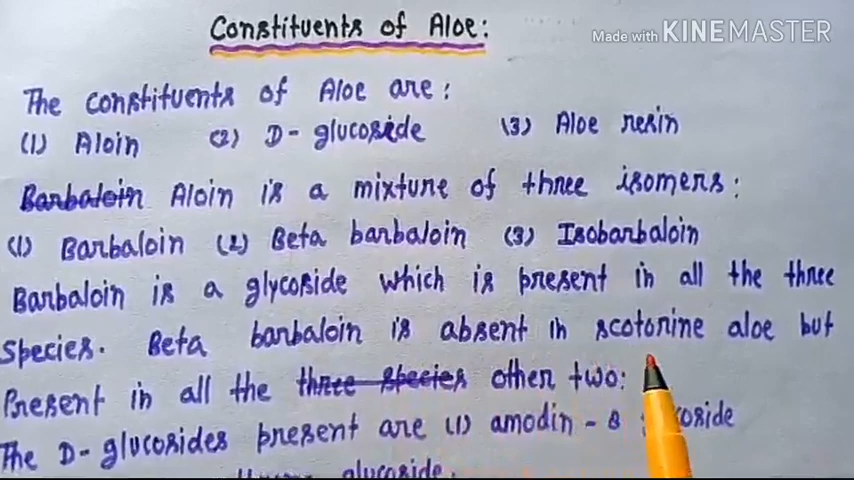 Constituents of Aloe:
Made with KINEMASTER
The constituents of Aloe are:
(1) Aloin (2) D-glucoside (3) Aloe resin
Barbaloin Aloin is a mixture of three isomers:
(1) Barbaloin (2) Beta barbaloin (3) Isobarbaloin
Barbaloin is a glycoside which is present in all the three
species. Beta barbaloin is absent in scotorine aloe but
Present in all the three species other two:
The D-glucosides present are (1) amodin-
glucoside.